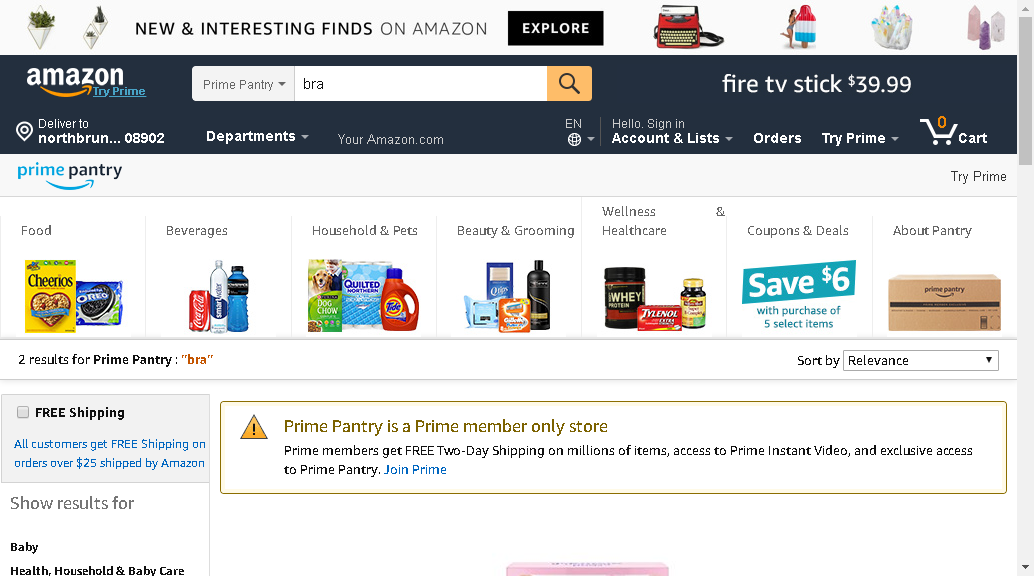 NEW & INTERESTING FINDS ON AMAZON EXPLORE
amazon
Try Prime
Prime Pantry bra
fire tv stick $39.99
Deliver to
northbrun... 08902
Departments
Your Amazon.com
EN
Hello. Sign in
Account & Lists
Orders
Try Prime
0
Cart
prime pantry
Try Prime
Food
Beverages
Household & Pets
Beauty & Grooming
Wellness &
Healthcare
Coupons & Deals
About Pantry
Cheerios
OREO
Coca-Cola
smartwater
DOG
CHOW
QUILTED
NORTHERN
Tide
Q-tips
WHEY
PROTEIN
TYLENOL
Save $6
with purchase of
5 select items
prime pantry
2 results for Prime Pantry : "bra"
Sort by Relevance
FREE Shipping
All customers get FREE Shipping on
orders over $25 shipped by Amazon
Prime Pantry is a Prime member only store
Prime members get FREE Two-Day Shipping on millions of items, access to Prime Instant Video, and exclusive access
to Prime Pantry. Join Prime
Show results for
Baby
Health, Household & Baby Care